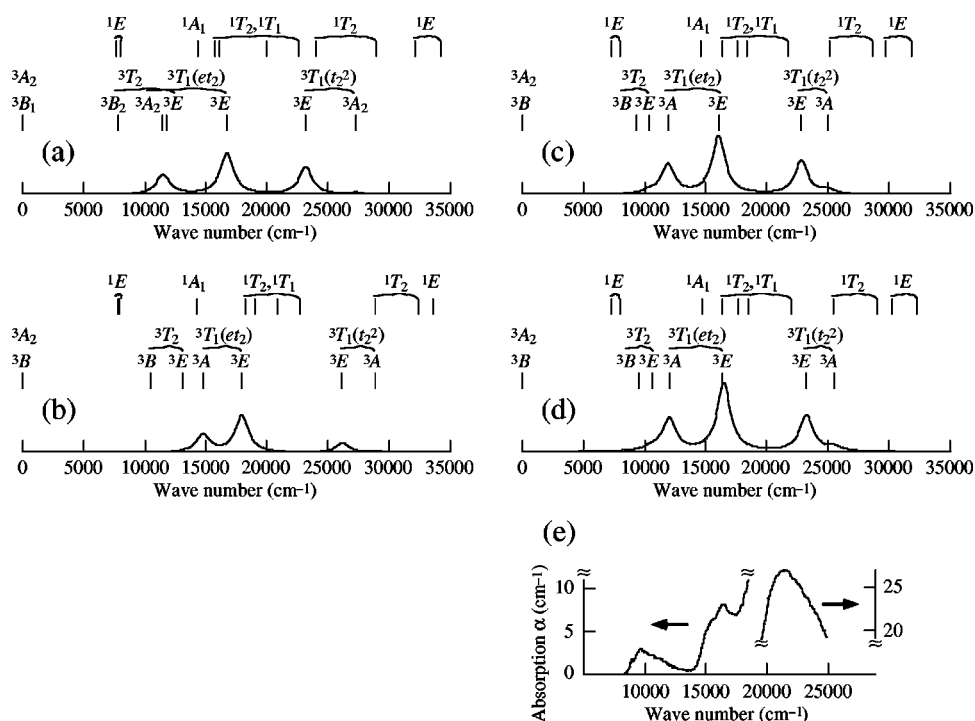 ¹E ¹A₁ ¹T₂,¹T₁ ¹T₂ ¹E
³A₂ ³T₂ ³T₁(et₂) ³T₁(t₂²)
³B₁ ³B₂ ³A₂ ³E ³E ³E ³A₂
(a)
0 5000 10000 15000 20000 25000 30000 35000
Wave number (cm⁻¹)
¹E ¹A₁ ¹T₂,¹T₁ ¹T₂ ¹E
³A₂ ³T₂ ³T₁(et₂) ³T₁(t₂²)
³B ³B ³E ³A ³E ³E ³A
(b)
0 5000 10000 15000 20000 25000 30000 35000
Wave number (cm⁻¹)
¹E ¹A₁ ¹T₂,¹T₁ ¹T₂ ¹E
³A₂ ³T₂ ³T₁(et₂) ³T₁(t₂²)
³B ³B ³E ³A ³E ³E ³A
(c)
0 5000 10000 15000 20000 25000 30000 35000
Wave number (cm⁻¹)
¹E ¹A₁ ¹T₂,¹T₁ ¹T₂ ¹E
³A₂ ³T₂ ³T₁(et₂) ³T₁(t₂²)
³B ³B ³E ³A ³E ³E ³A
(d)
0 5000 10000 15000 20000 25000 30000 35000
Wave number (cm⁻¹)
(e)
Absorption α (cm⁻¹)
10
5
0
25
20
10000 15000 20000 25000
Wave number (cm⁻¹)